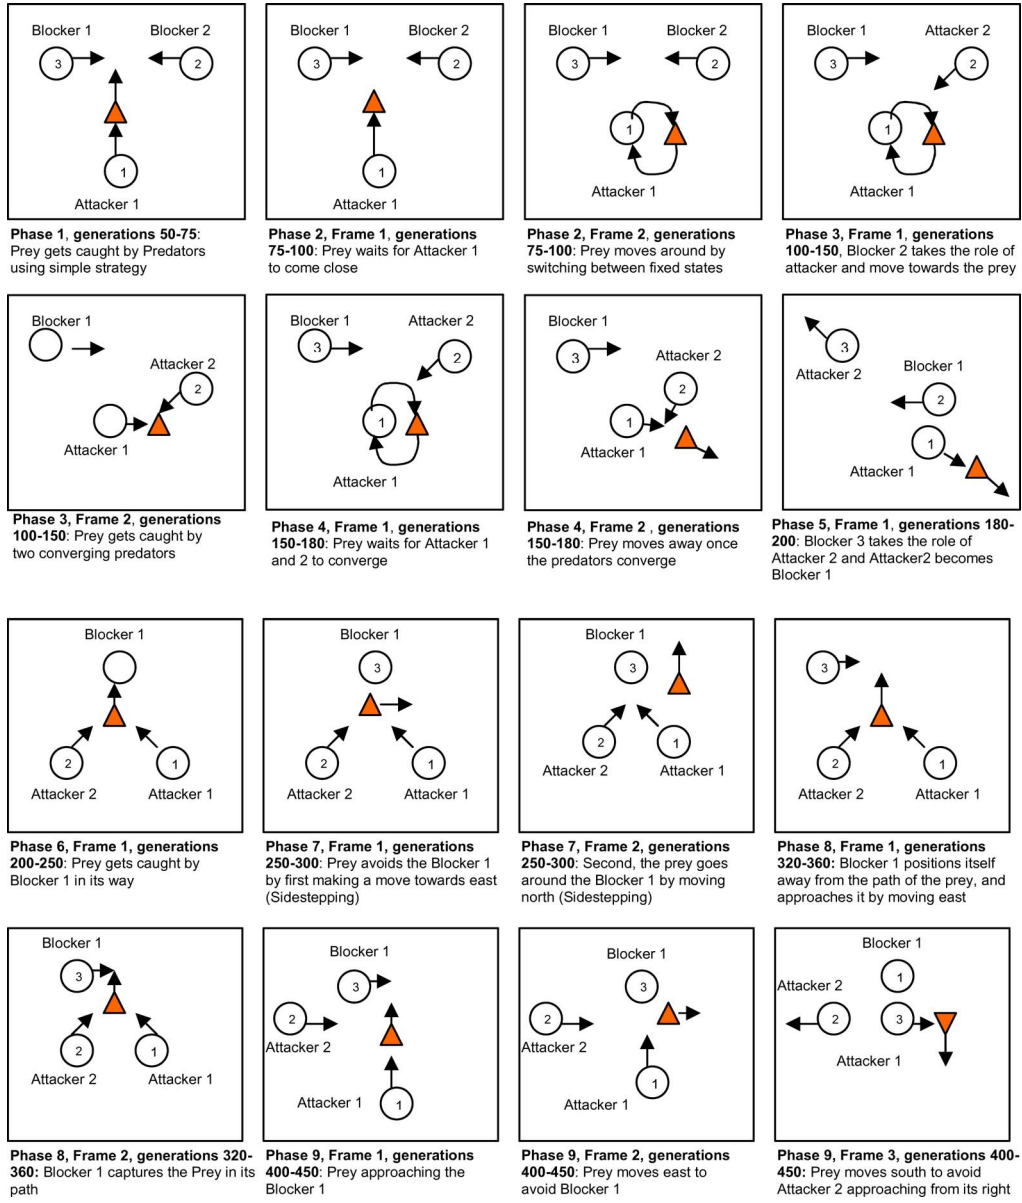 Blocker 1
Blocker 2
3
2
1
Attacker 1
Phase 1, generations 50-75:
Prey gets caught by Predators
using simple strategy
Blocker 1
Blocker 2
3
2
1
Attacker 1
Phase 2, Frame 1, generations
75-100: Prey waits for Attacker 1
to come close
Blocker 1
Blocker 2
3
2
1
Attacker 1
Phase 2, Frame 2, generations
75-100: Prey moves around by
switching between fixed states
Blocker 1
Attacker 2
3
2
1
Attacker 1
Phase 3, Frame 1, generations
100-150, Blocker 2 takes the role of
attacker and move towards the prey
Blocker 1
Attacker 2
2
Attacker 1
Phase 3, Frame 2, generations
100-150: Prey gets caught by
two converging predators
Blocker 1
Attacker 2
3
2
1
Attacker 1
Phase 4, Frame 1, generations
150-180: Prey waits for Attacker 1
and 2 to converge
Blocker 1
3
Attacker 2
2
1
Attacker 1
Phase 4, Frame 2 , generations
150-180: Prey moves away once
the predators converge
3
Attacker 2
Blocker 1
2
1
Attacker 1
Phase 5, Frame 1, generations 180-
200: Blocker 3 takes the role of
Attacker 2 and Attacker2 becomes
Blocker 1
Blocker 1
2
1
Attacker 2
Attacker 1
Phase 6, Frame 1, generations
200-250: Prey gets caught by
Blocker 1 in its way
Blocker 1
3
2
1
Attacker 2
Attacker 1
Phase 7, Frame 1, generations
250-300: Prey avoids the Blocker 1
by first making a move towards east
(Sidestepping)
Blocker 1
3
2
1
Attacker 2
Attacker 1
Phase 7, Frame 2, generations
250-300: Second, the prey goes
around the Blocker 1 by moving
north (Sidestepping)
Blocker 1
3
2
1
Attacker 2
Attacker 1
Phase 8, Frame 1, generations
320-360: Blocker 1 positions itself
away from the path of the prey, and
approaches it by moving east
Blocker 1
3
2
1
Attacker 2
Attacker 1
Phase 8, Frame 2, generations 320-
360: Blocker 1 captures the Prey in its
path
Blocker 1
3
2
Attacker 2
Attacker 1
1
Phase 9, Frame 1, generations
400-450: Prey approaching the
Blocker 1
Blocker 1
3
2
Attacker 2
1
Attacker 1
Phase 9, Frame 2, generations
400-450: Prey moves east to
avoid Blocker 1
Blocker 1
1
Attacker 2
2
3
Attacker 1
Phase 9, Frame 3, generations 400-
450: Prey moves south to avoid
Attacker 2 approaching from its right